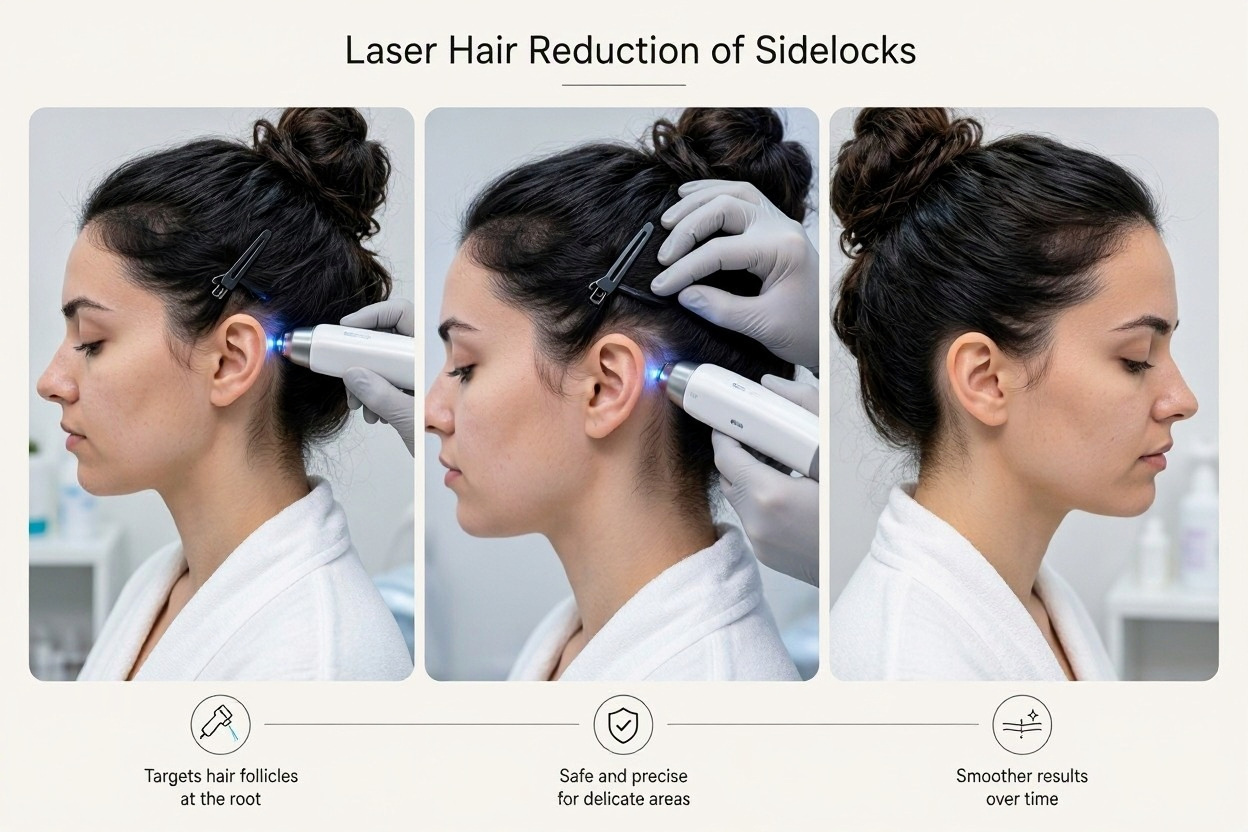 Laser Hair Reduction of Sidelocks
Targets hair follicles
at the root
Safe and precise
for delicate areas
Smoother results
over time